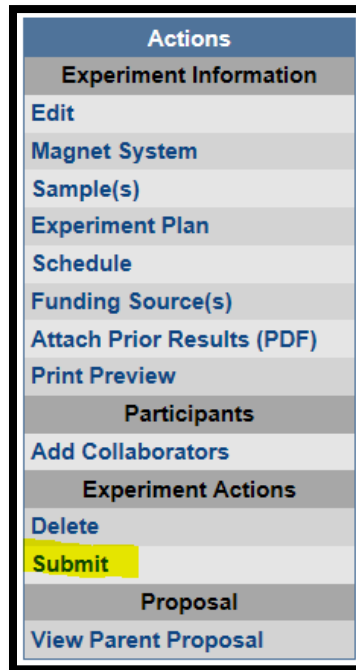 Actions
Experiment Information
Edit
Magnet System
Sample(s)
Experiment Plan
Schedule
Funding Source(s)
Attach Prior Results (PDF)
Print Preview
Participants
Add Collaborators
Experiment Actions
Delete
Submit
Proposal
View Parent Proposal